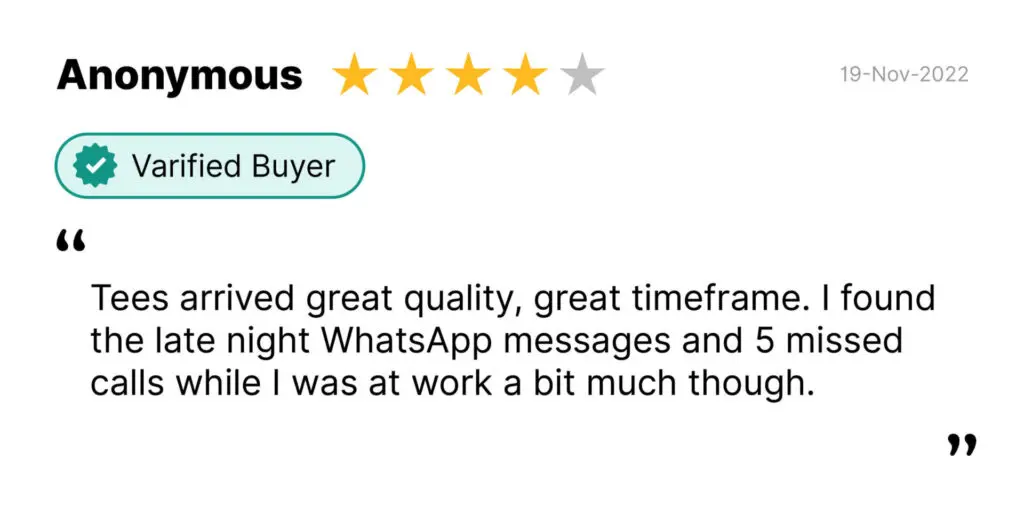 Anonymous
19-Nov-2022
Varified Buyer
“
Tees arrived great quality, great timeframe. I found
the late night WhatsApp messages and 5 missed
calls while I was at work a bit much though.
”